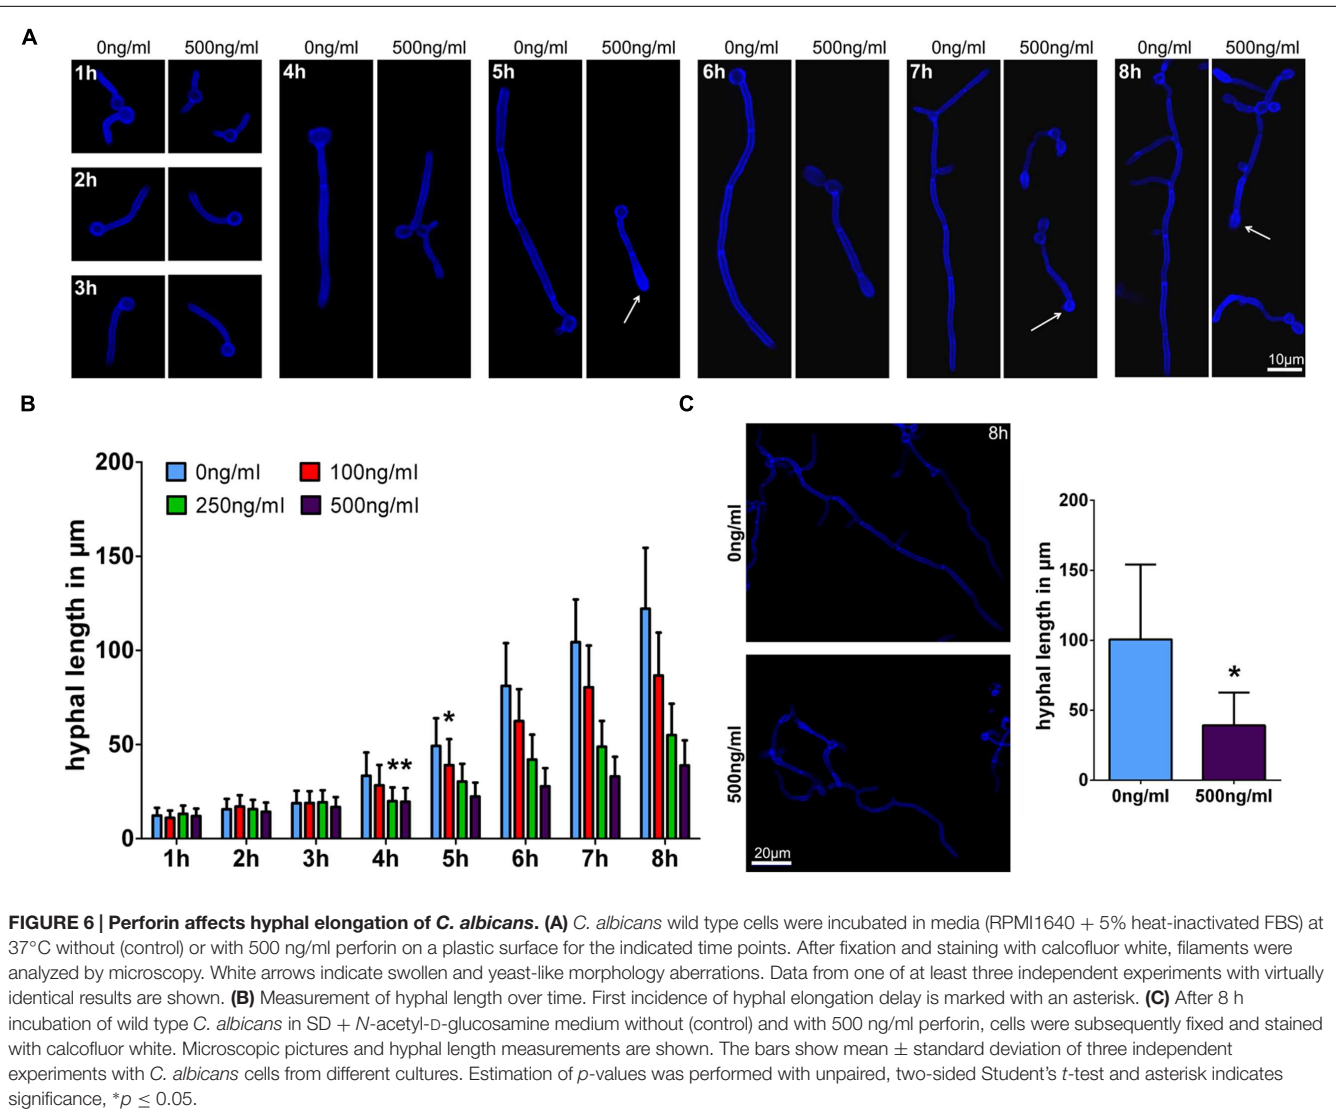 A
0ng/ml 500ng/ml 0ng/ml 500ng/ml 0ng/ml 500ng/ml 0ng/ml 500ng/ml 0ng/ml 500ng/ml 0ng/ml 500ng/ml
1h 4h 5h 6h 7h 8h
2h
3h
10µm
B
200
150
100
50
0
hyphal length in µm
0ng/ml 100ng/ml
250ng/ml 500ng/ml
**
*
1h 2h 3h 4h 5h 6h 7h 8h
C
8h
0ng/ml
500ng/ml
20µm
200
150
100
50
0
hyphal length in µm
*
0ng/ml 500ng/ml
FIGURE 6 | Perforin affects hyphal elongation of C. albicans. (A) C. albicans wild type cells were incubated in media (RPMI1640 + 5% heat-inactivated FBS) at
37°C without (control) or with 500 ng/ml perforin on a plastic surface for the indicated time points. After fixation and staining with calcofluor white, filaments were
analyzed by microscopy. White arrows indicate swollen and yeast-like morphology aberrations. Data from one of at least three independent experiments with virtually
identical results are shown. (B) Measurement of hyphal length over time. First incidence of hyphal elongation delay is marked with an asterisk. (C) After 8 h
incubation of wild type C. albicans in SD + N-acetyl-D-glucosamine medium without (control) and with 500 ng/ml perforin, cells were subsequently fixed and stained
with calcofluor white. Microscopic pictures and hyphal length measurements are shown. The bars show mean ± standard deviation of three independent
experiments with C. albicans cells from different cultures. Estimation of p-values was performed with unpaired, two-sided Student's t-test and asterisk indicates
significance, *p ≤ 0.05.